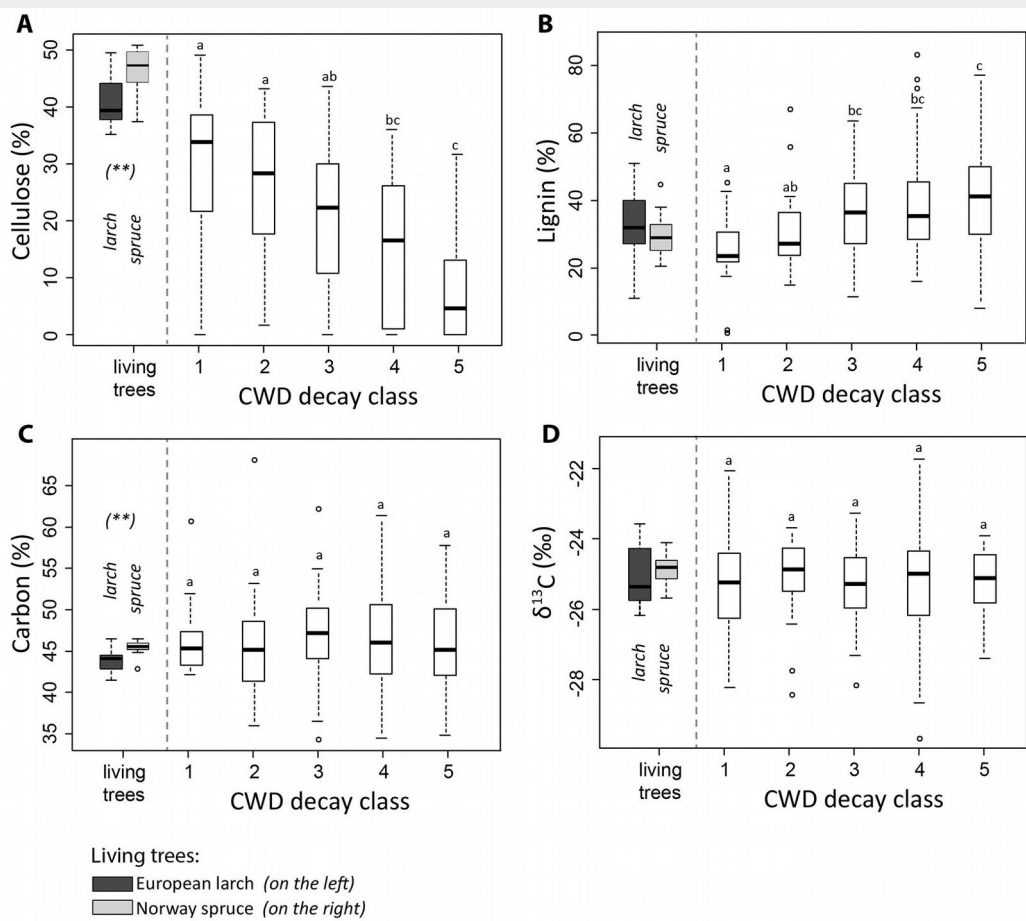 A
Cellulose (%)
50
40
30
20
10
0
(**)
larch
spruce
a
a
ab
bc
c
living
trees
1 2 3 4 5
CWD decay class
B
Lignin (%)
80
60
40
20
0
larch
spruce
a
ab
bc
bc
c
living
trees
1 2 3 4 5
CWD decay class
C
Carbon (%)
65
60
55
50
45
40
35
(**)
larch
spruce
a
a
a
a
a
living
trees
1 2 3 4 5
CWD decay class
D
δ¹³C (‰)
-22
-24
-26
-28
larch
spruce
a
a
a
a
a
living
trees
1 2 3 4 5
CWD decay class
Living trees:
European larch (on the left)
Norway spruce (on the right)